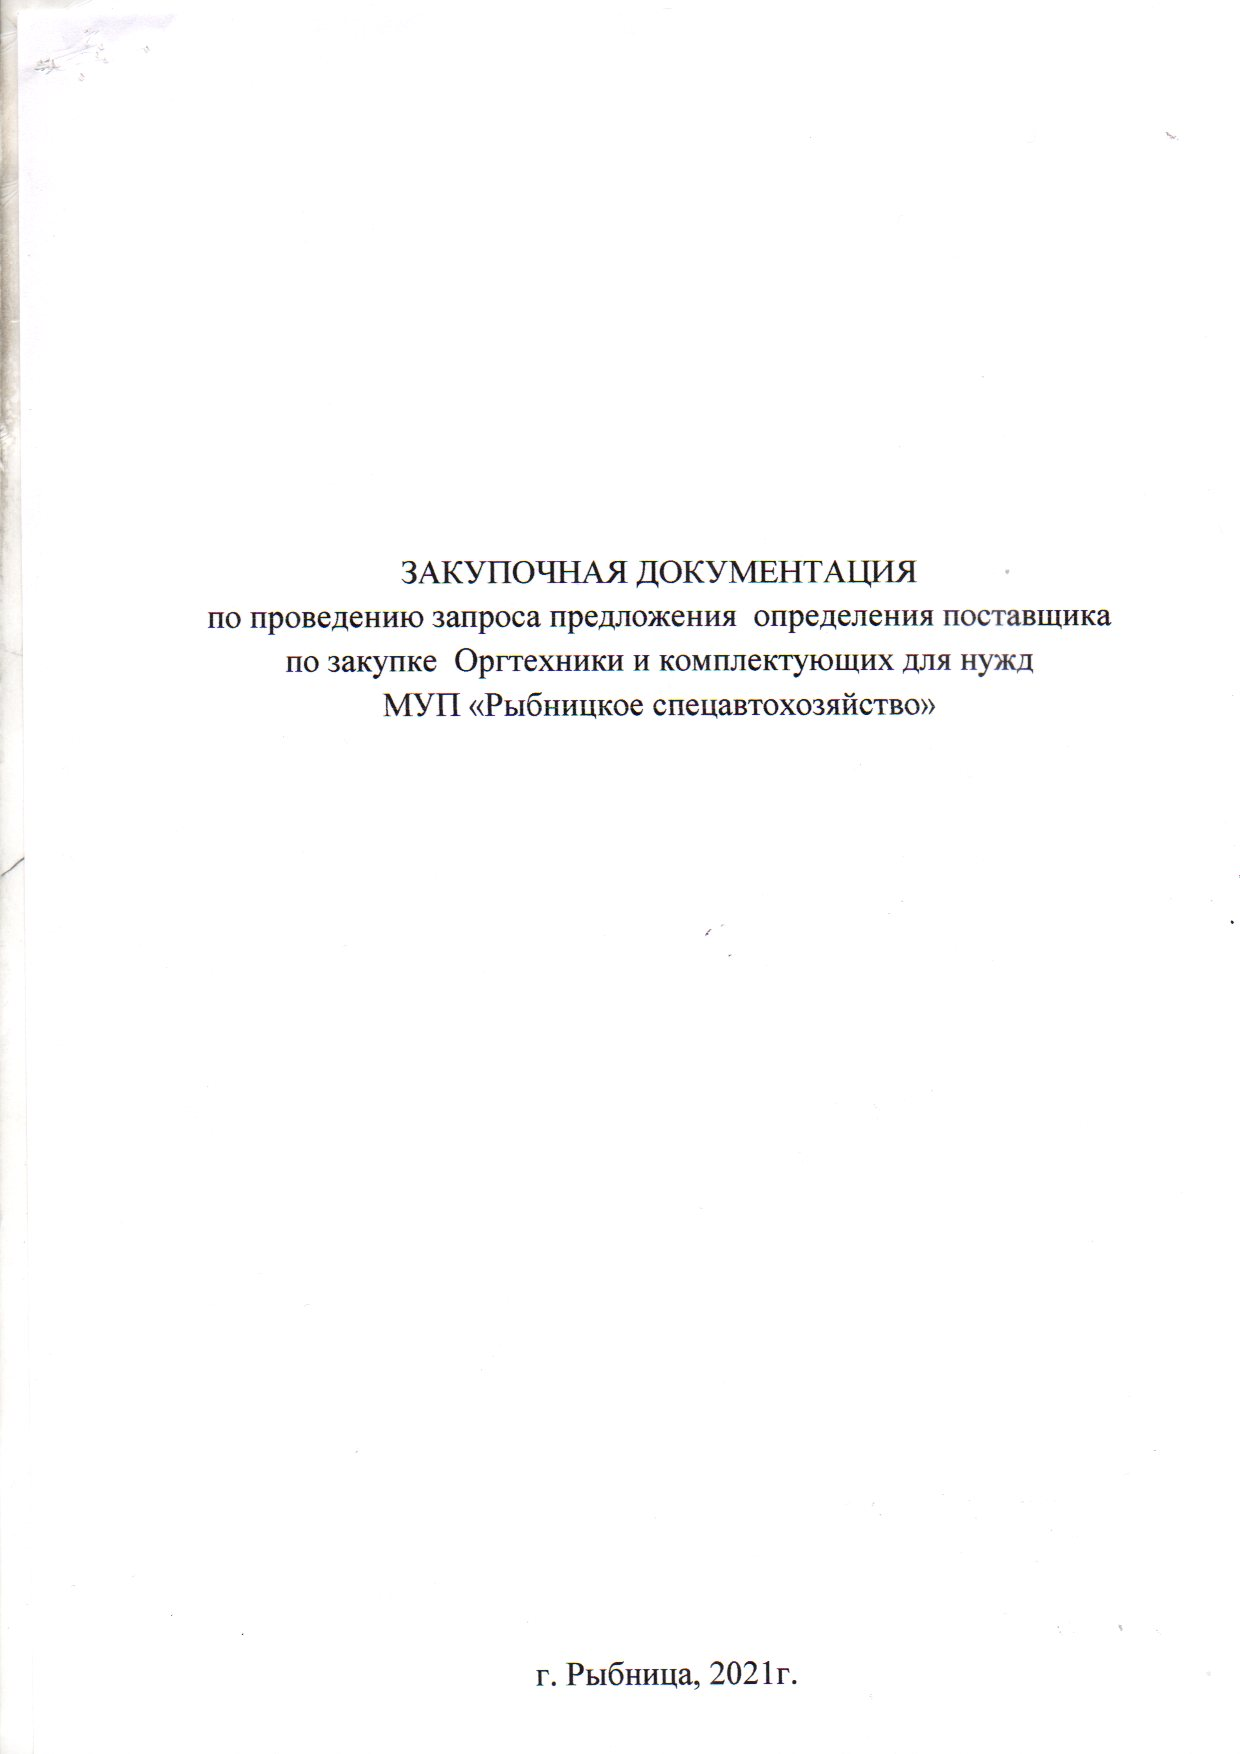 ЗАКУПОЧНАЯ ДОКУМЕНТАЦИЯ
по проведению запроса предложения  определения поставщика
по закупке  Оргтехники и комплектующих для нужд
МУП «Рыбницкое спецавтохозяйство»
г. Рыбница, 2021г.